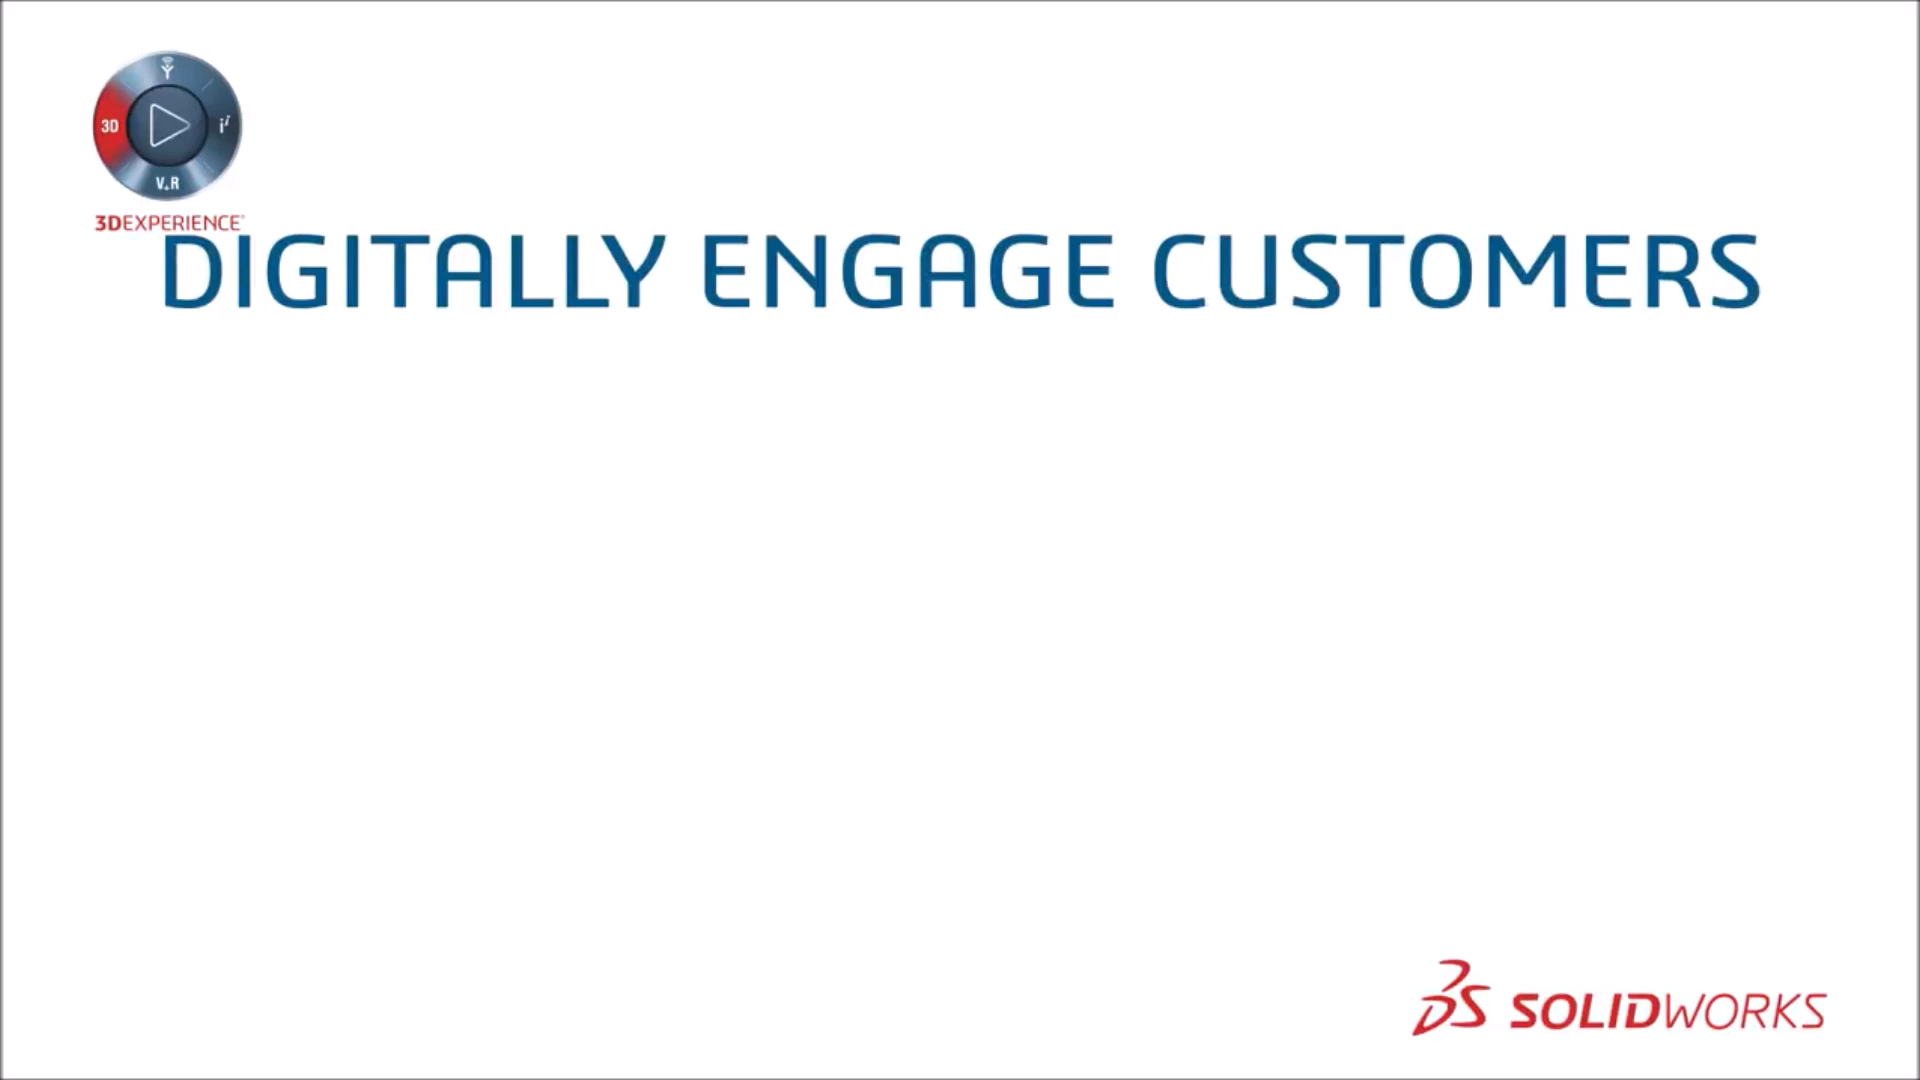 3D
i
V+R
3DEXPERIENCE
DIGITALLY ENGAGE CUSTOMERS
SOLIDWORKS